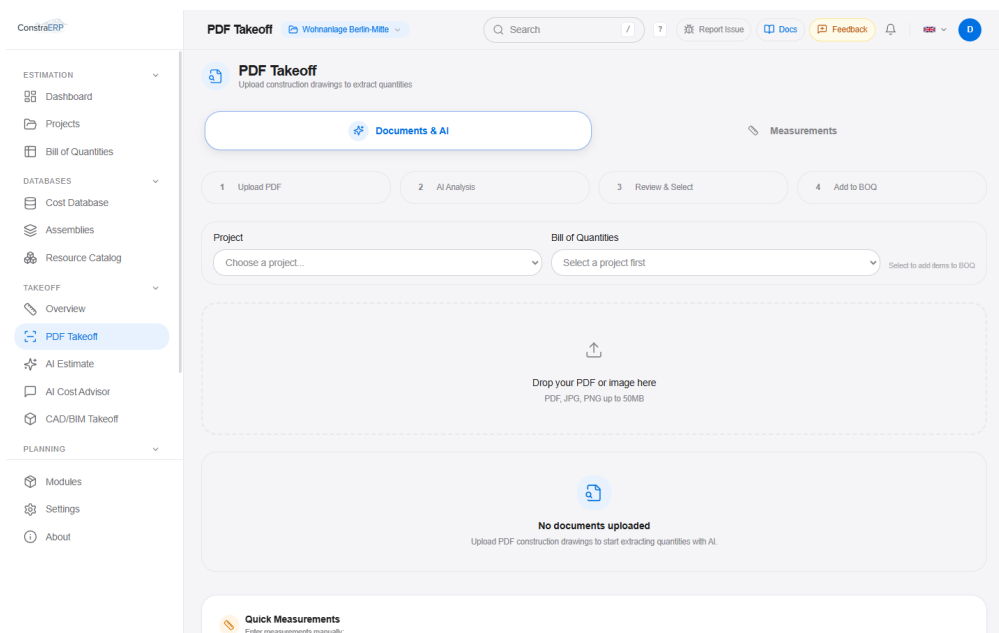 ConstraERP
ESTIMATION
Dashboard
Projects
Bill of Quantities
DATABASES
Cost Database
Assemblies
Resource Catalog
TAKEOFF
Overview
PDF Takeoff
AI Estimate
AI Cost Advisor
CAD/BIM Takeoff
PLANNING
Modules
Settings
About
PDF Takeoff Wohnanlage Berlin-Mitte Search / ? Report Issue Docs Feedback D
PDF Takeoff
Upload construction drawings to extract quantities
Documents & AI Measurements
1 Upload PDF 2 AI Analysis 3 Review & Select 4 Add to BOQ
Project Bill of Quantities
Choose a project... Select a project first Select to add items to BOQ
Drop your PDF or image here
PDF, JPG, PNG up to 50MB
No documents uploaded
Upload PDF construction drawings to start extracting quantities with AI.
Quick Measurements
Enter measurements manually.